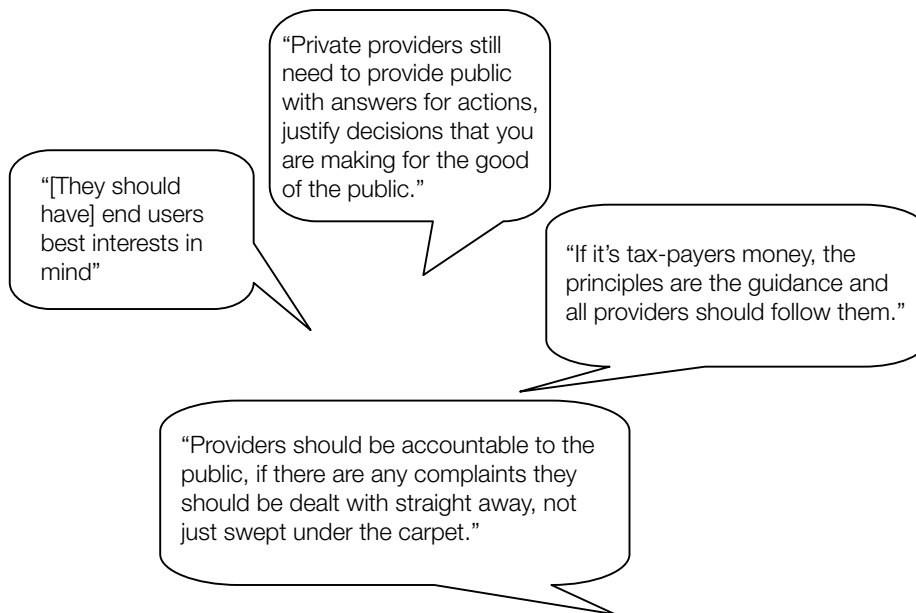 “Private providers still
need to provide public
with answers for actions,
justify decisions that you
are making for the good
of the public.”
“[They should
have] end users
best interests in
mind”
“If it’s tax-payers money, the
principles are the guidance and
all providers should follow them.”
“Providers should be accountable to the
public, if there are any complaints they
should be dealt with straight away, not
just swept under the carpet.”